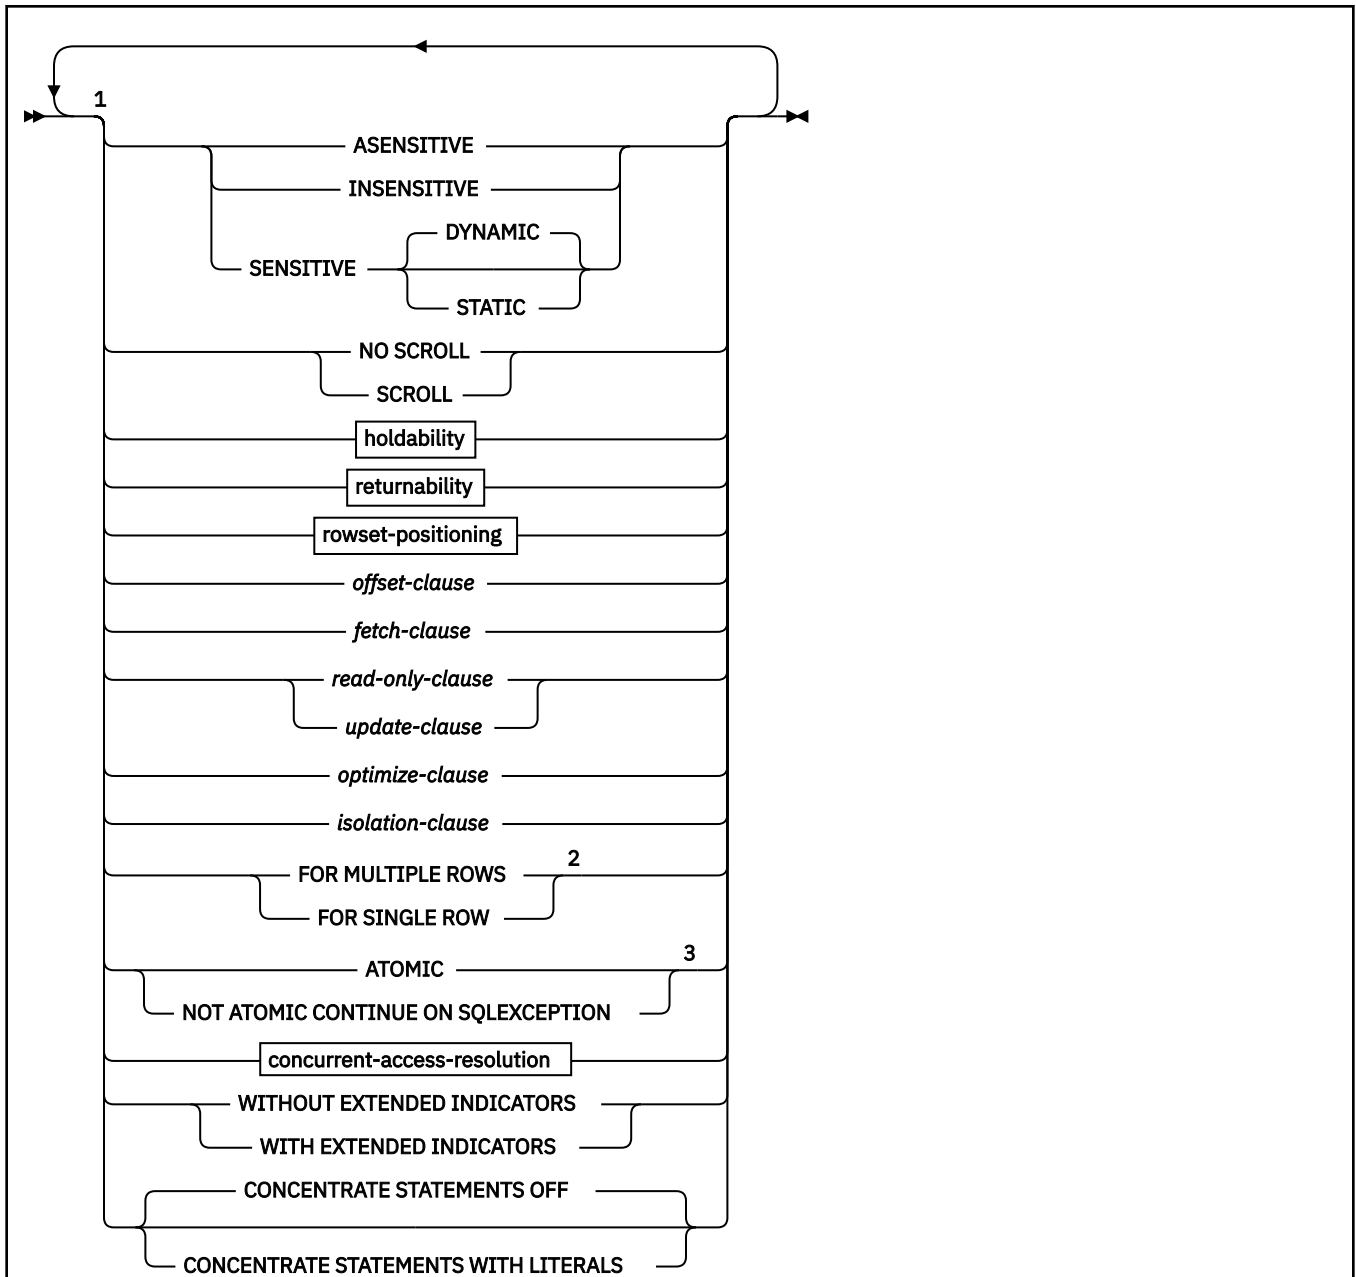 1
ASENSITIVE
INSENSITIVE
DYNAMIC
SENSITIVE
STATIC
NO SCROLL
SCROLL
holdability
returnability
rowset-positioning
offset-clause
fetch-clause
read-only-clause
update-clause
optimize-clause
isolation-clause
2
FOR MULTIPLE ROWS
FOR SINGLE ROW
3
ATOMIC
NOT ATOMIC CONTINUE ON SQLEXCEPTION
concurrent-access-resolution
WITHOUT EXTENDED INDICATORS
WITH EXTENDED INDICATORS
CONCENTRATE STATEMENTS OFF
CONCENTRATE STATEMENTS WITH LITERALS